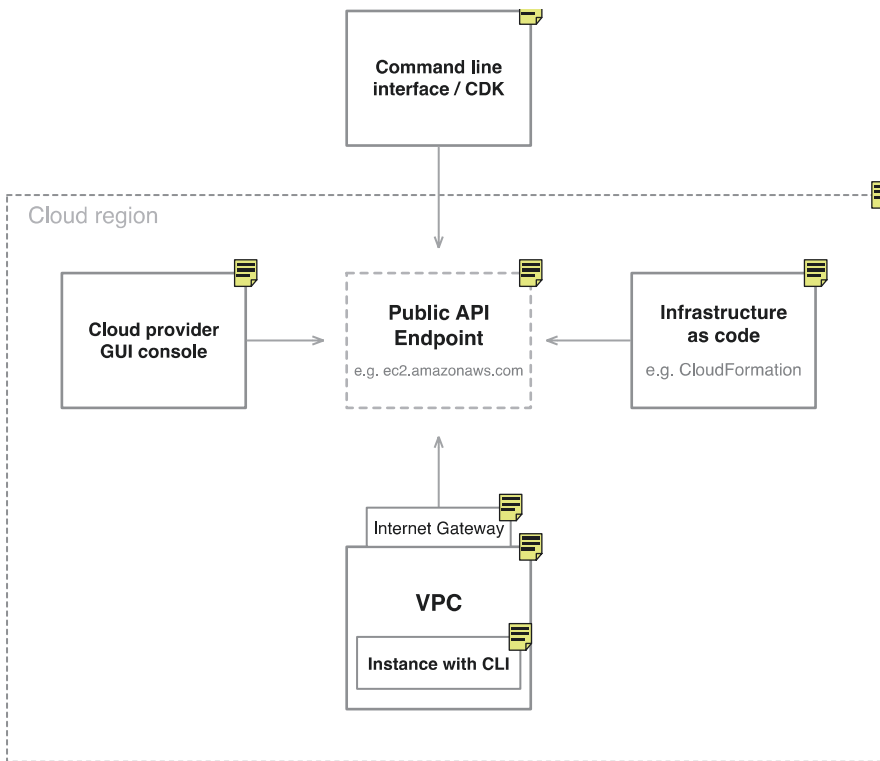 Command line
interface / CDK
Cloud region
Cloud provider
GUI console
Public API
Endpoint
e.g. ec2.amazonaws.com
Infrastructure
as code
e.g. CloudFormation
Internet Gateway
VPC
Instance with CLI